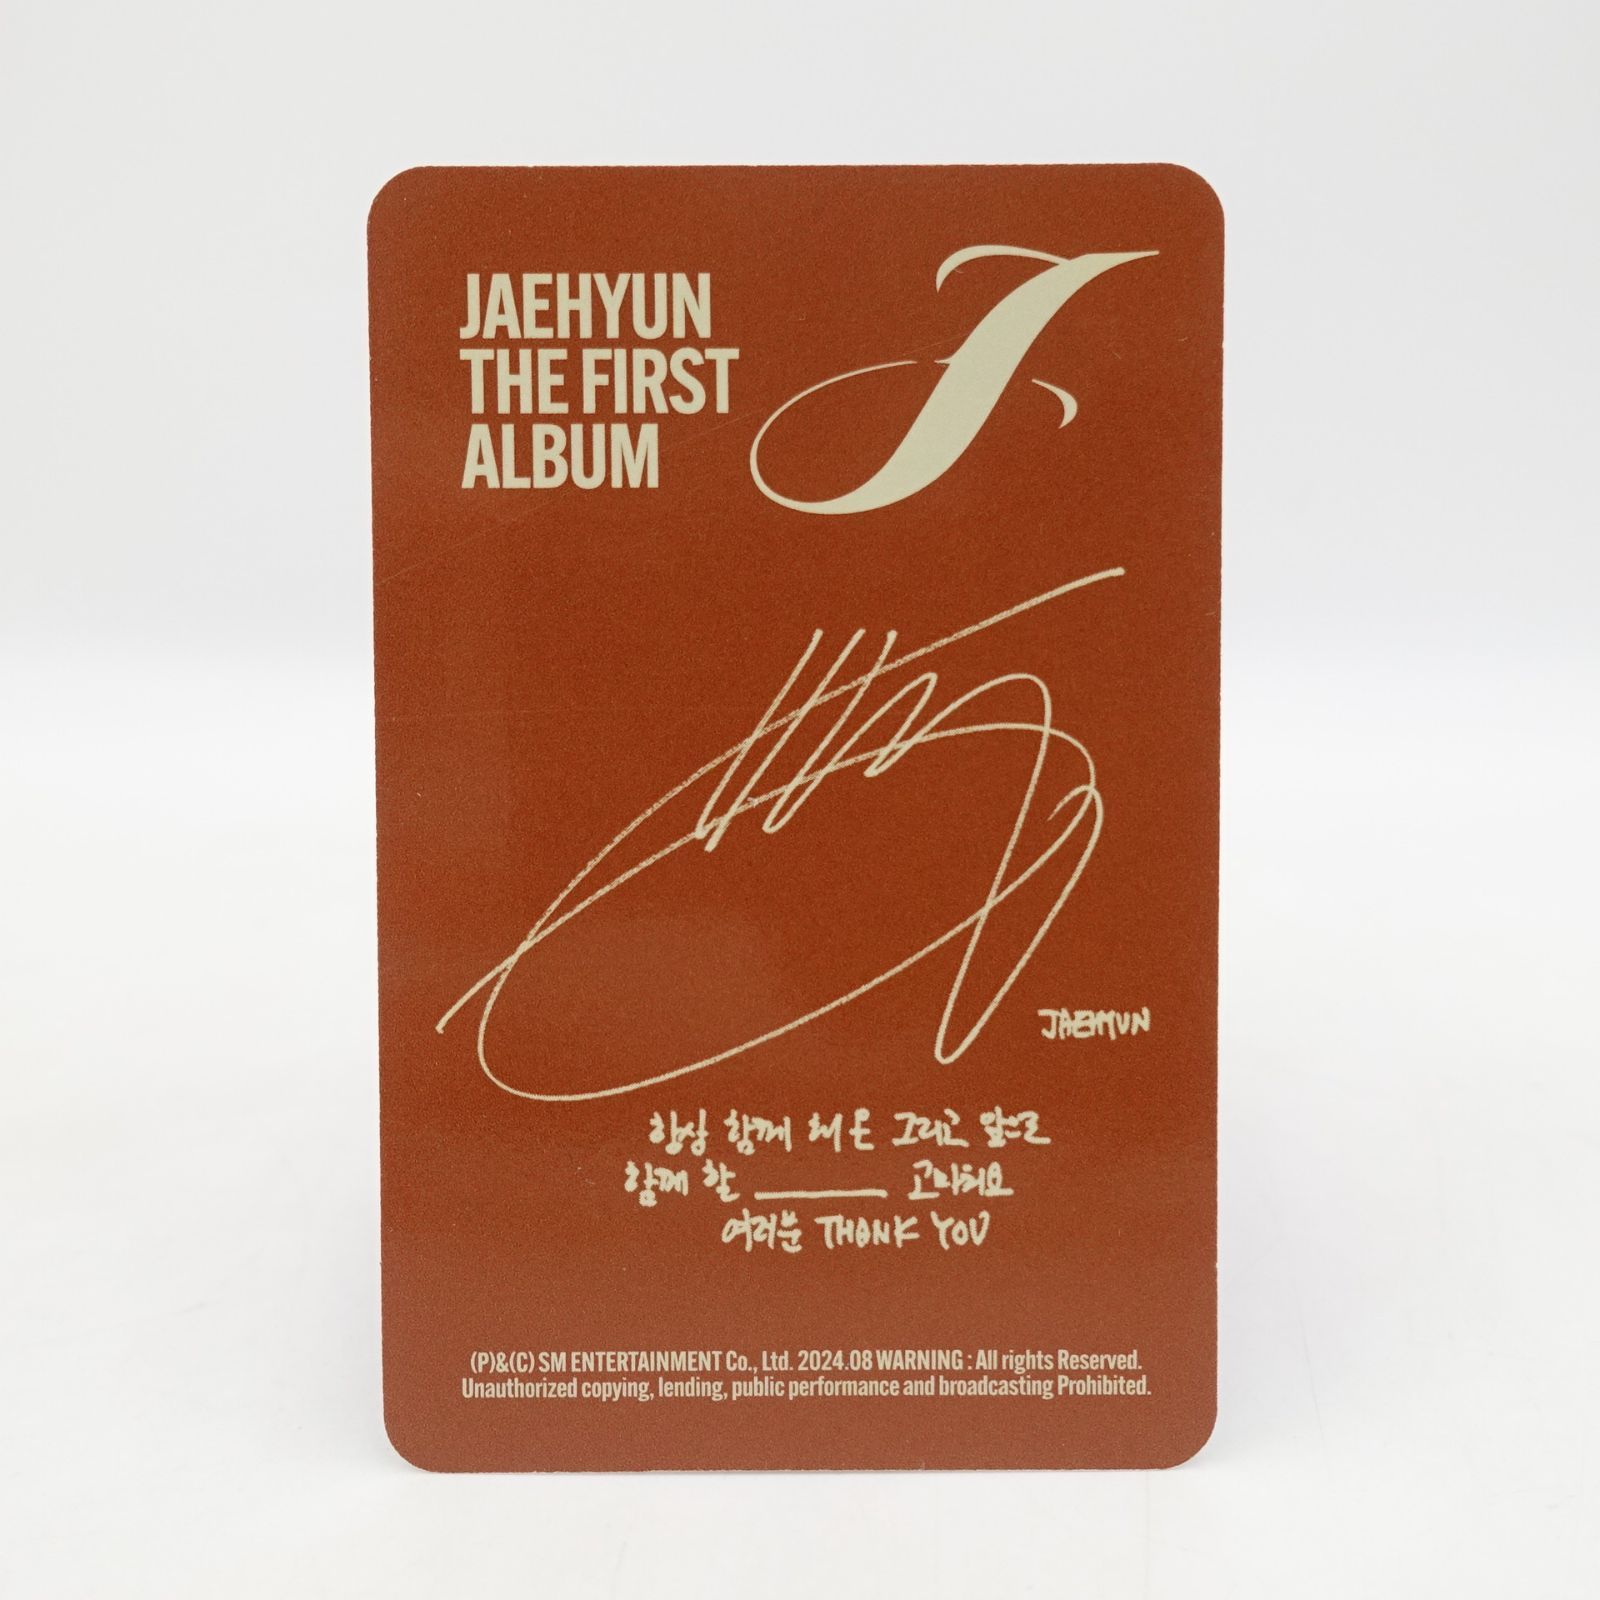 JAEHYUN
THE FIRST
ALBUM
J
JAEHYUN
항상 함께 해 온 그리고 앞으로
함께 할 ______ 고마워요
여러분 THANK YOU
(P)&(C) SM ENTERTAINMENT Co., Ltd. 2024.08 WARNING : All rights Reserved.
Unauthorized copying, lending, public performance and broadcasting Prohibited.